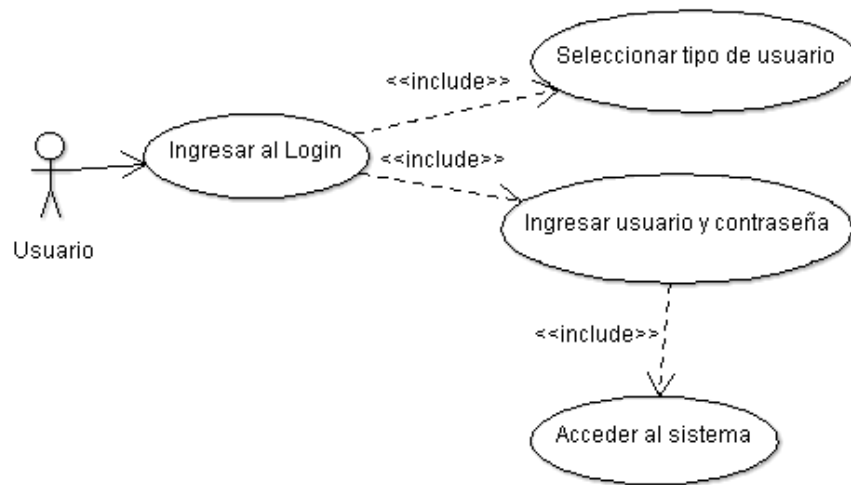 Seleccionar tipo de usuario
<<include>>
Ingresar al Login
<<include>>
Ingresar usuario y contraseña
Usuario
<<include>>
Acceder al sistema